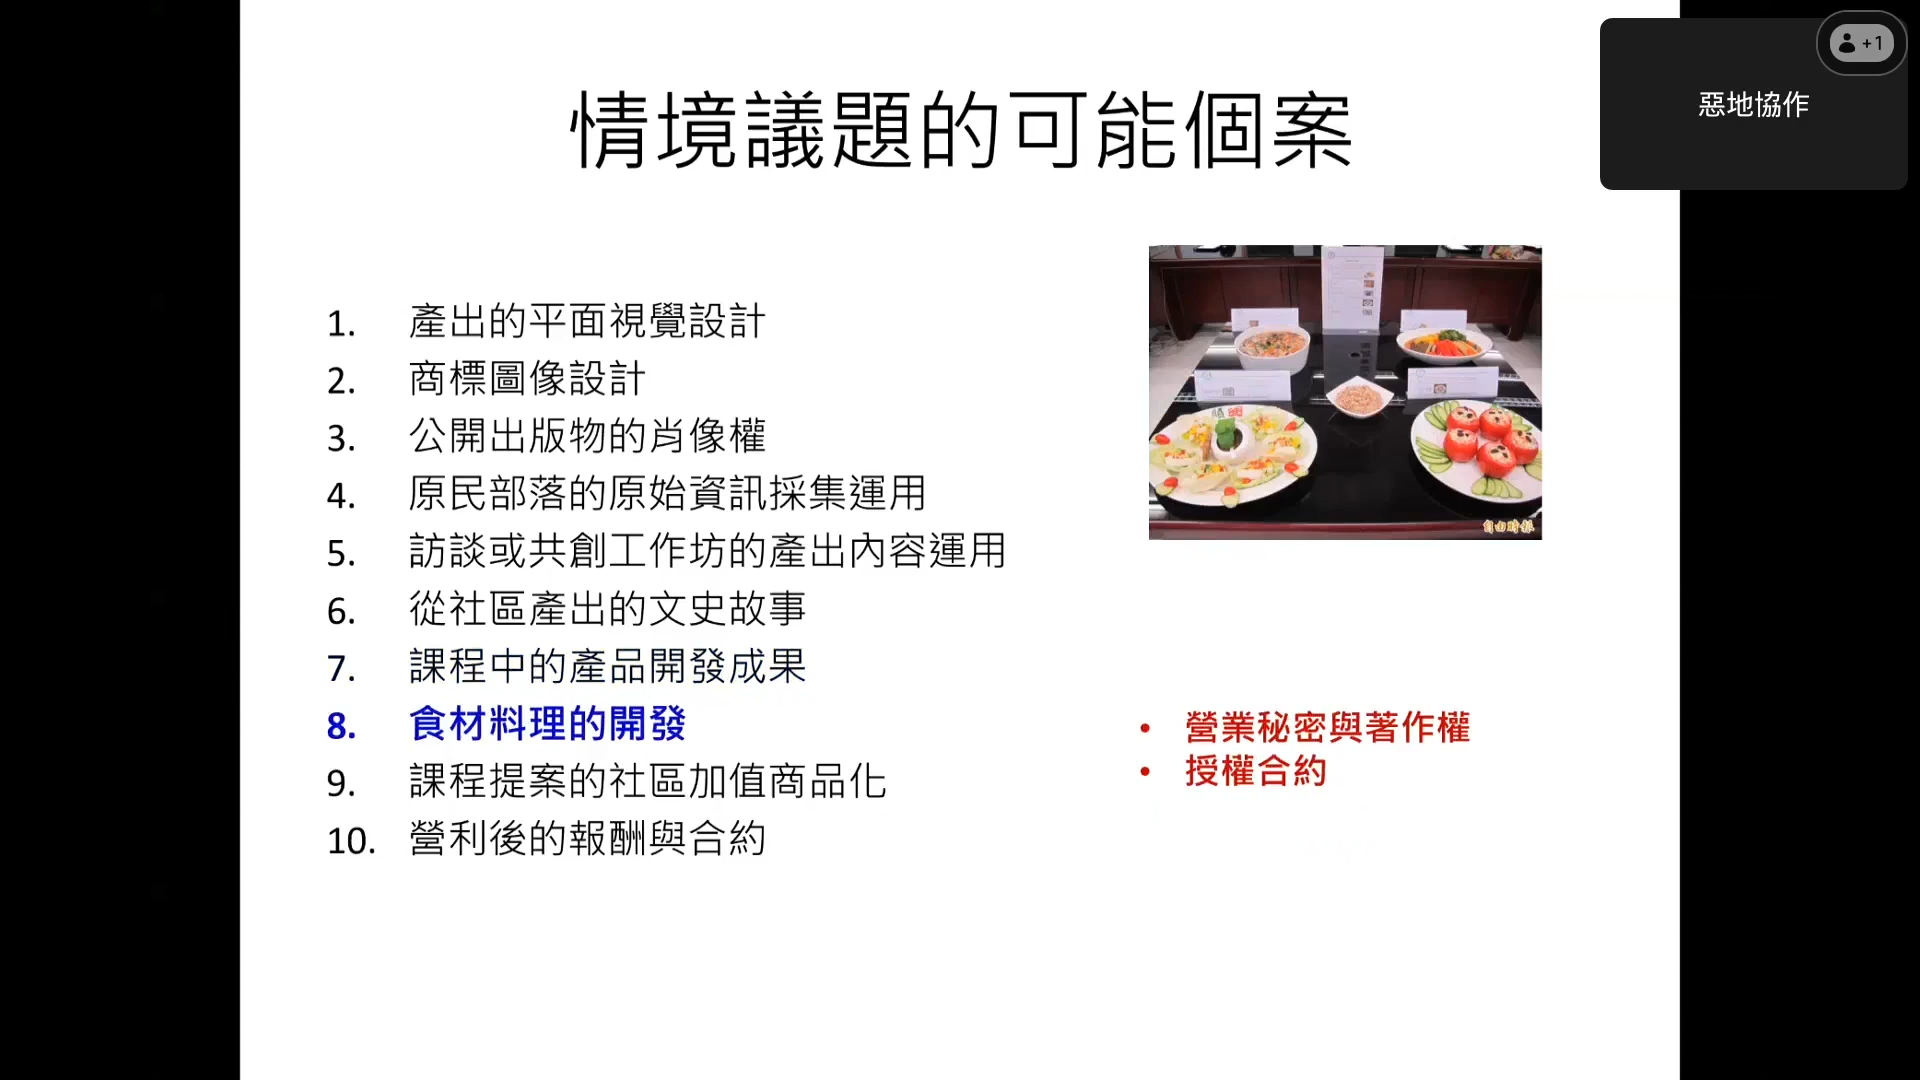 +1
惡地協作
情境議題的可能個案
1. 產出的平面視覺設計
2. 商標圖像設計
3. 公開出版物的肖像權
4. 原民部落的原始資訊採集運用
5. 訪談或共創工作坊的產出內容運用
6. 從社區產出的文史故事
7. 課程中的產品開發成果
8. 食材料理的開發
9. 課程提案的社區加值商品化
10. 營利後的報酬與合約
自由時報
• 營業秘密與著作權
• 授權合約